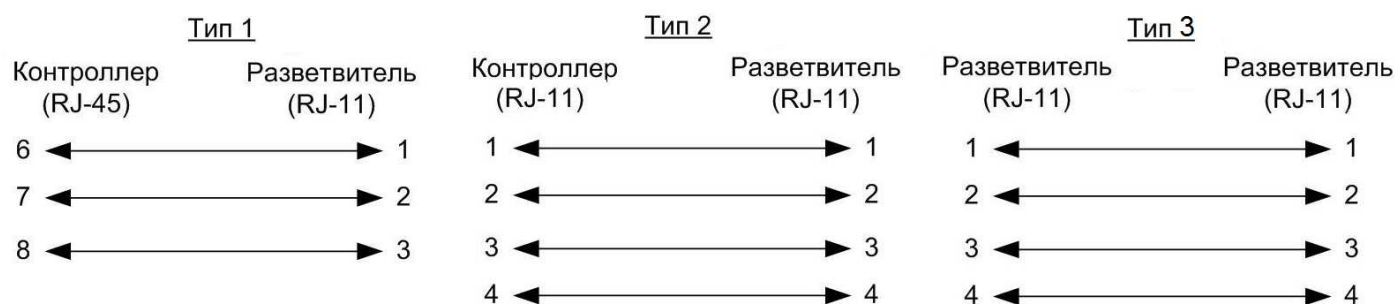 Тип 1
Контроллер
(RJ-45)
Разветвитель
(RJ-11)
6 1
7 2
8 3
Тип 2
Контроллер
(RJ-11)
Разветвитель
(RJ-11)
1 1
2 2
3 3
4 4
Тип 3
Разветвитель
(RJ-11)
Разветвитель
(RJ-11)
1 1
2 2
3 3
4 4